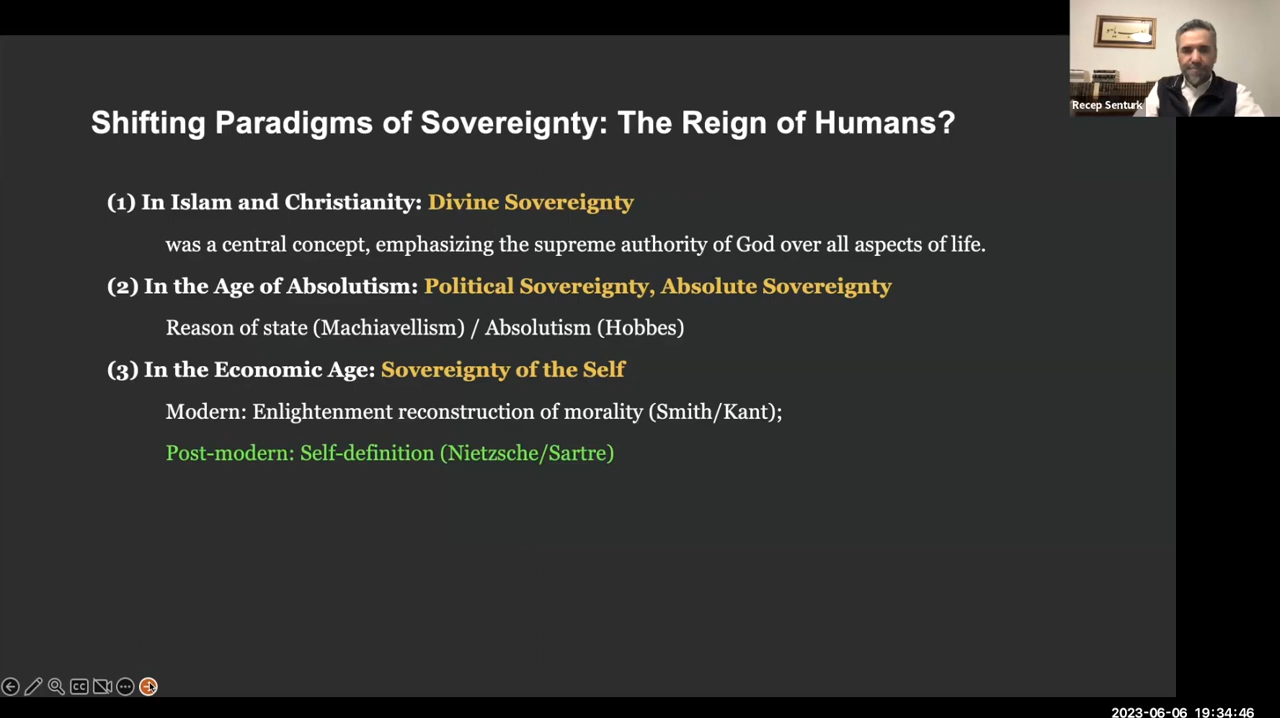 Recep Senturk
Shifting Paradigms of Sovereignty: The Reign of Humans?
(1) In Islam and Christianity: Divine Sovereignty
was a central concept, emphasizing the supreme authority of God over all aspects of life.
(2) In the Age of Absolutism: Political Sovereignty, Absolute Sovereignty
Reason of state (Machiavellism) / Absolutism (Hobbes)
(3) In the Economic Age: Sovereignty of the Self
Modern: Enlightenment reconstruction of morality (Smith/Kant);
Post-modern: Self-definition (Nietzsche/Sartre)
CC
2023-06-06 19:34:46